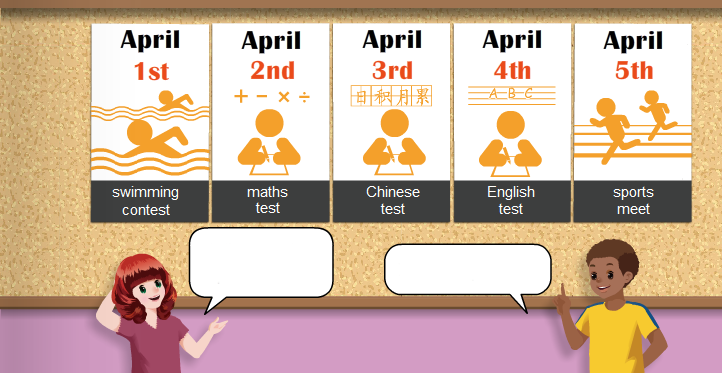 April
1st
swimming
contest
April
2nd
+ − × ÷
maths
test
April
3rd
日积月累
Chinese
test
April
4th
A B C
English
test
April
5th
sports
meet